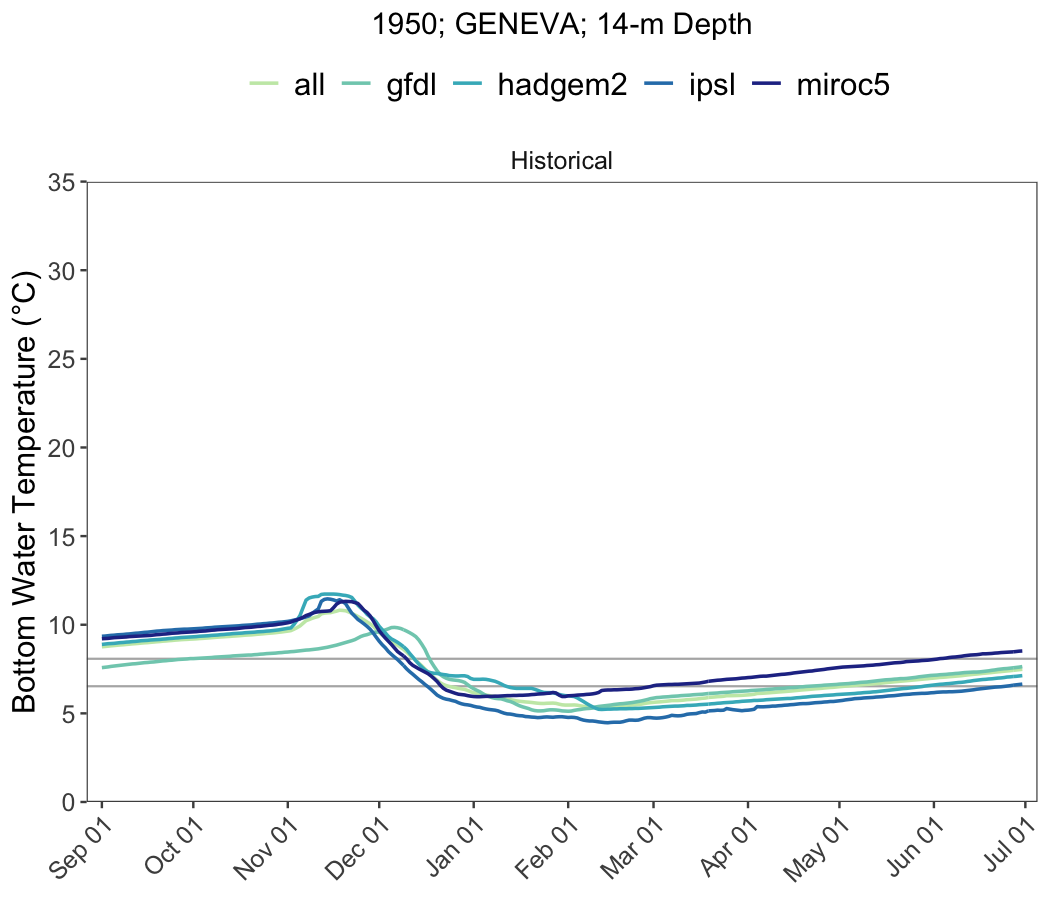 1950; GENEVA; 14-m Depth
all gfdl hadgem2 ipsl miroc5
Historical
Bottom Water Temperature (°C)
35
30
25
20
15
10
5
0
Sep 01 Oct 01 Nov 01 Dec 01 Jan 01 Feb 01 Mar 01 Apr 01 May 01 Jun 01 Jul 01